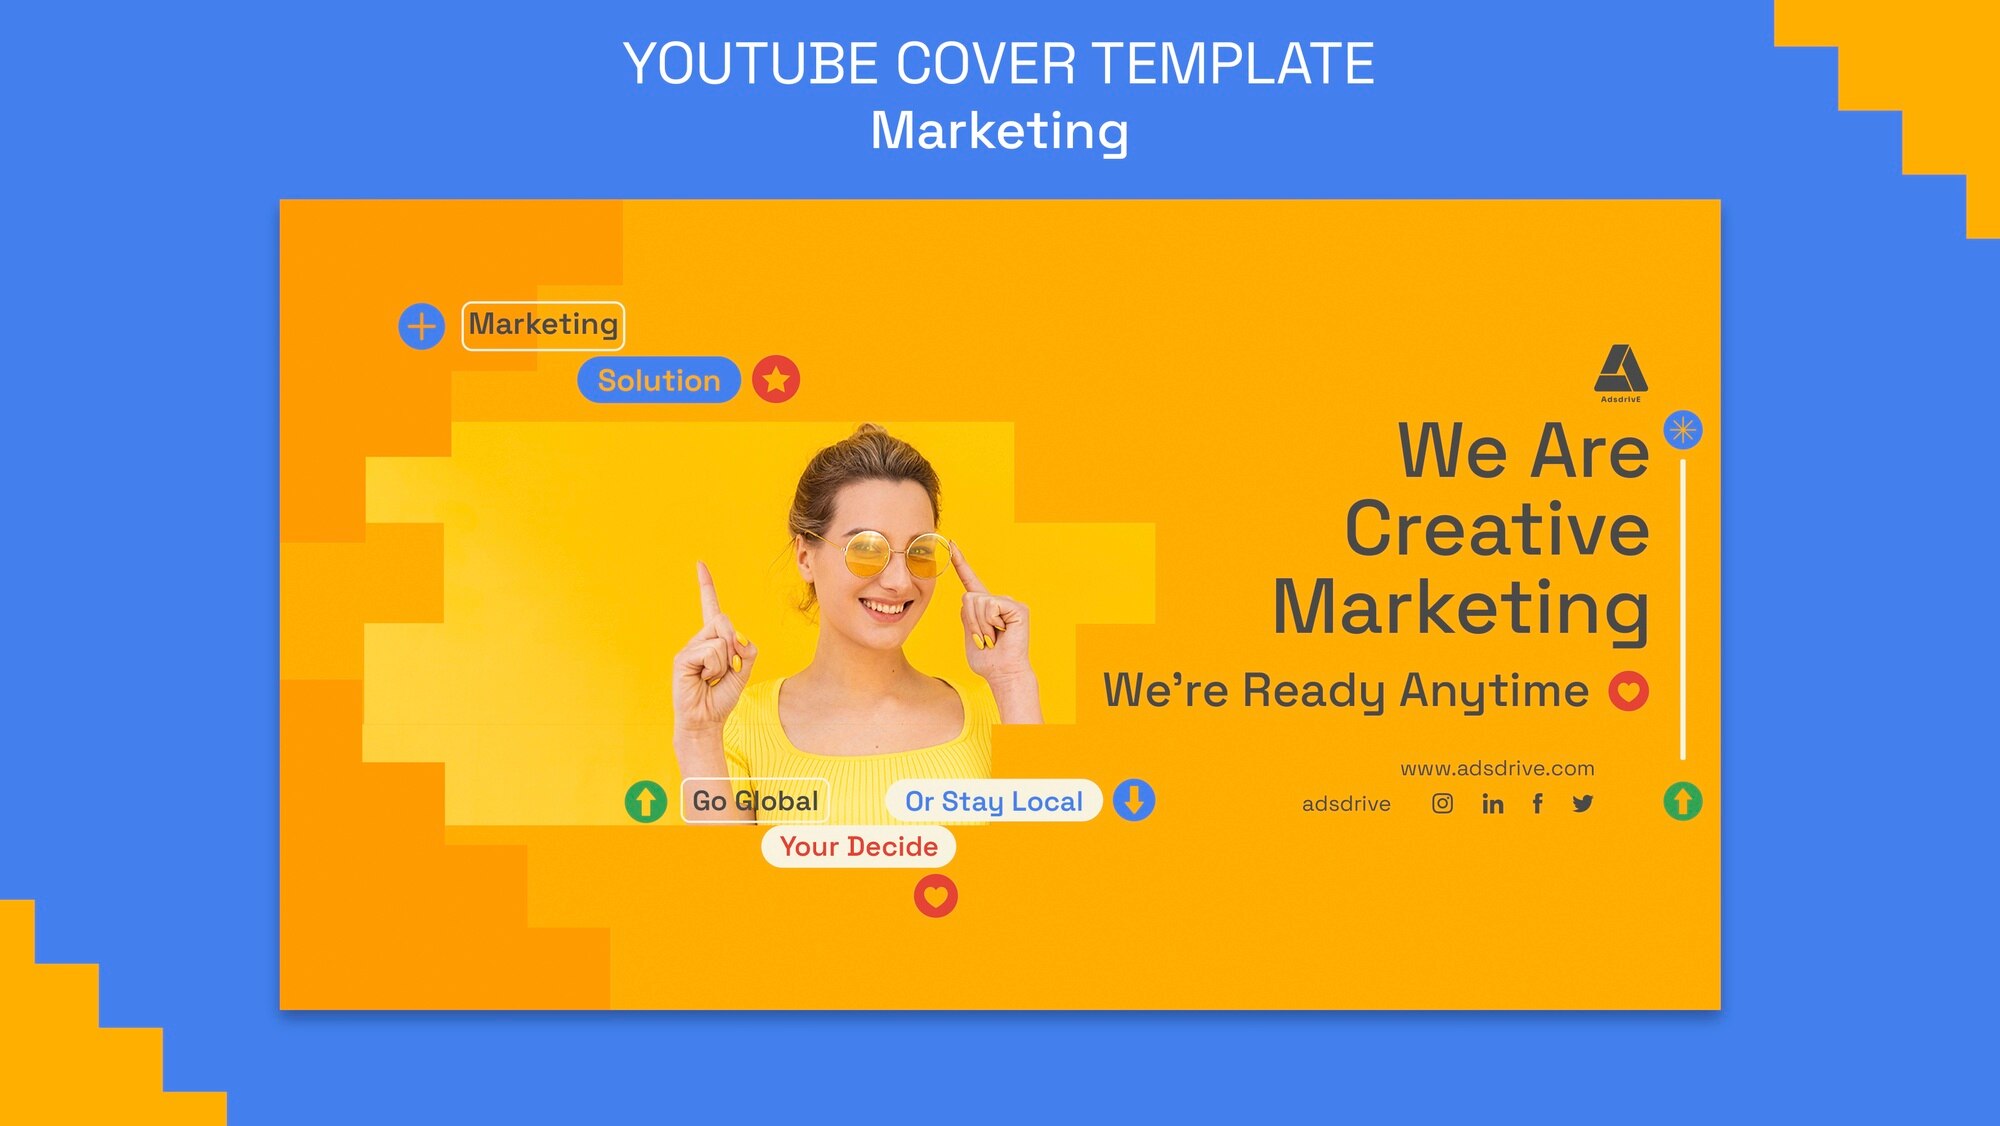 YOUTUBE COVER TEMPLATE
Marketing
Marketing
Solution
AdsdrivE
We Are
Creative
Marketing
We're Ready Anytime
www.adsdrive.com
adsdrive
Go Global
Or Stay Local
Your Decide